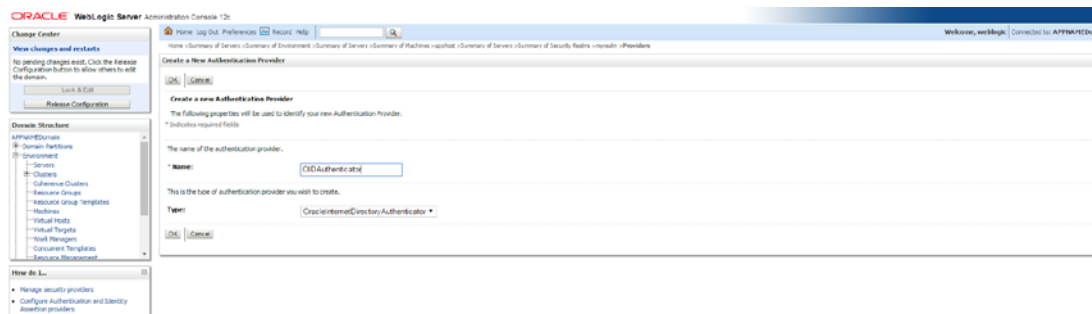 ORACLE WebLogic Server Administration Console 12c
Change Center
View changes and restarts
No pending changes exist. Click the Release
Configuration button to allow others to edit
the domain.
Lock & Edit
Release Configuration
Domain Structure
APPNAMEDomain
Domain Partitions
Environment
Servers
Clusters
Coherence Clusters
Resource Groups
Resource Group Templates
Machines
Virtual Hosts
Virtual Targets
Work Managers
Concurrent Templates
Resource Management
How do I...
Manage security providers
Configure Authentication and Identity
Assertion providers
Home Log Out Preferences Record Help
Welcome, weblogic Connected to: APPNAMEDo
Home >Summary of Servers >Summary of Environment >Summary of Servers >Summary of Machines >apphost >Summary of Servers >Summary of Security Realms >myrealm >Providers
Create a New Authentication Provider
OK Cancel
Create a new Authentication Provider
The following properties will be used to identify your new Authentication Provider.
* Indicates required fields
The name of the authentication provider.
* Name: OIDAuthenticator
This is the type of authentication provider you wish to create.
Type: OracleInternetDirectoryAuthenticator
OK Cancel